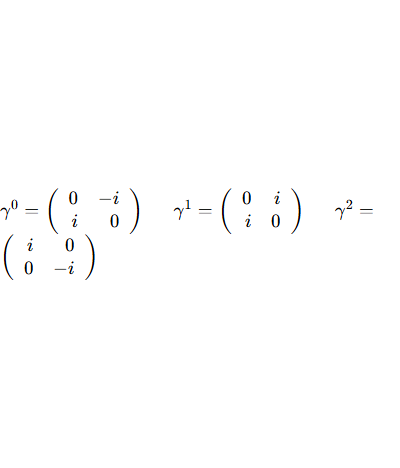 γ⁰ = ( 0 −i ; i 0 ) γ¹ = ( 0 i ; i 0 ) γ² =
( i 0 ; 0 −i )